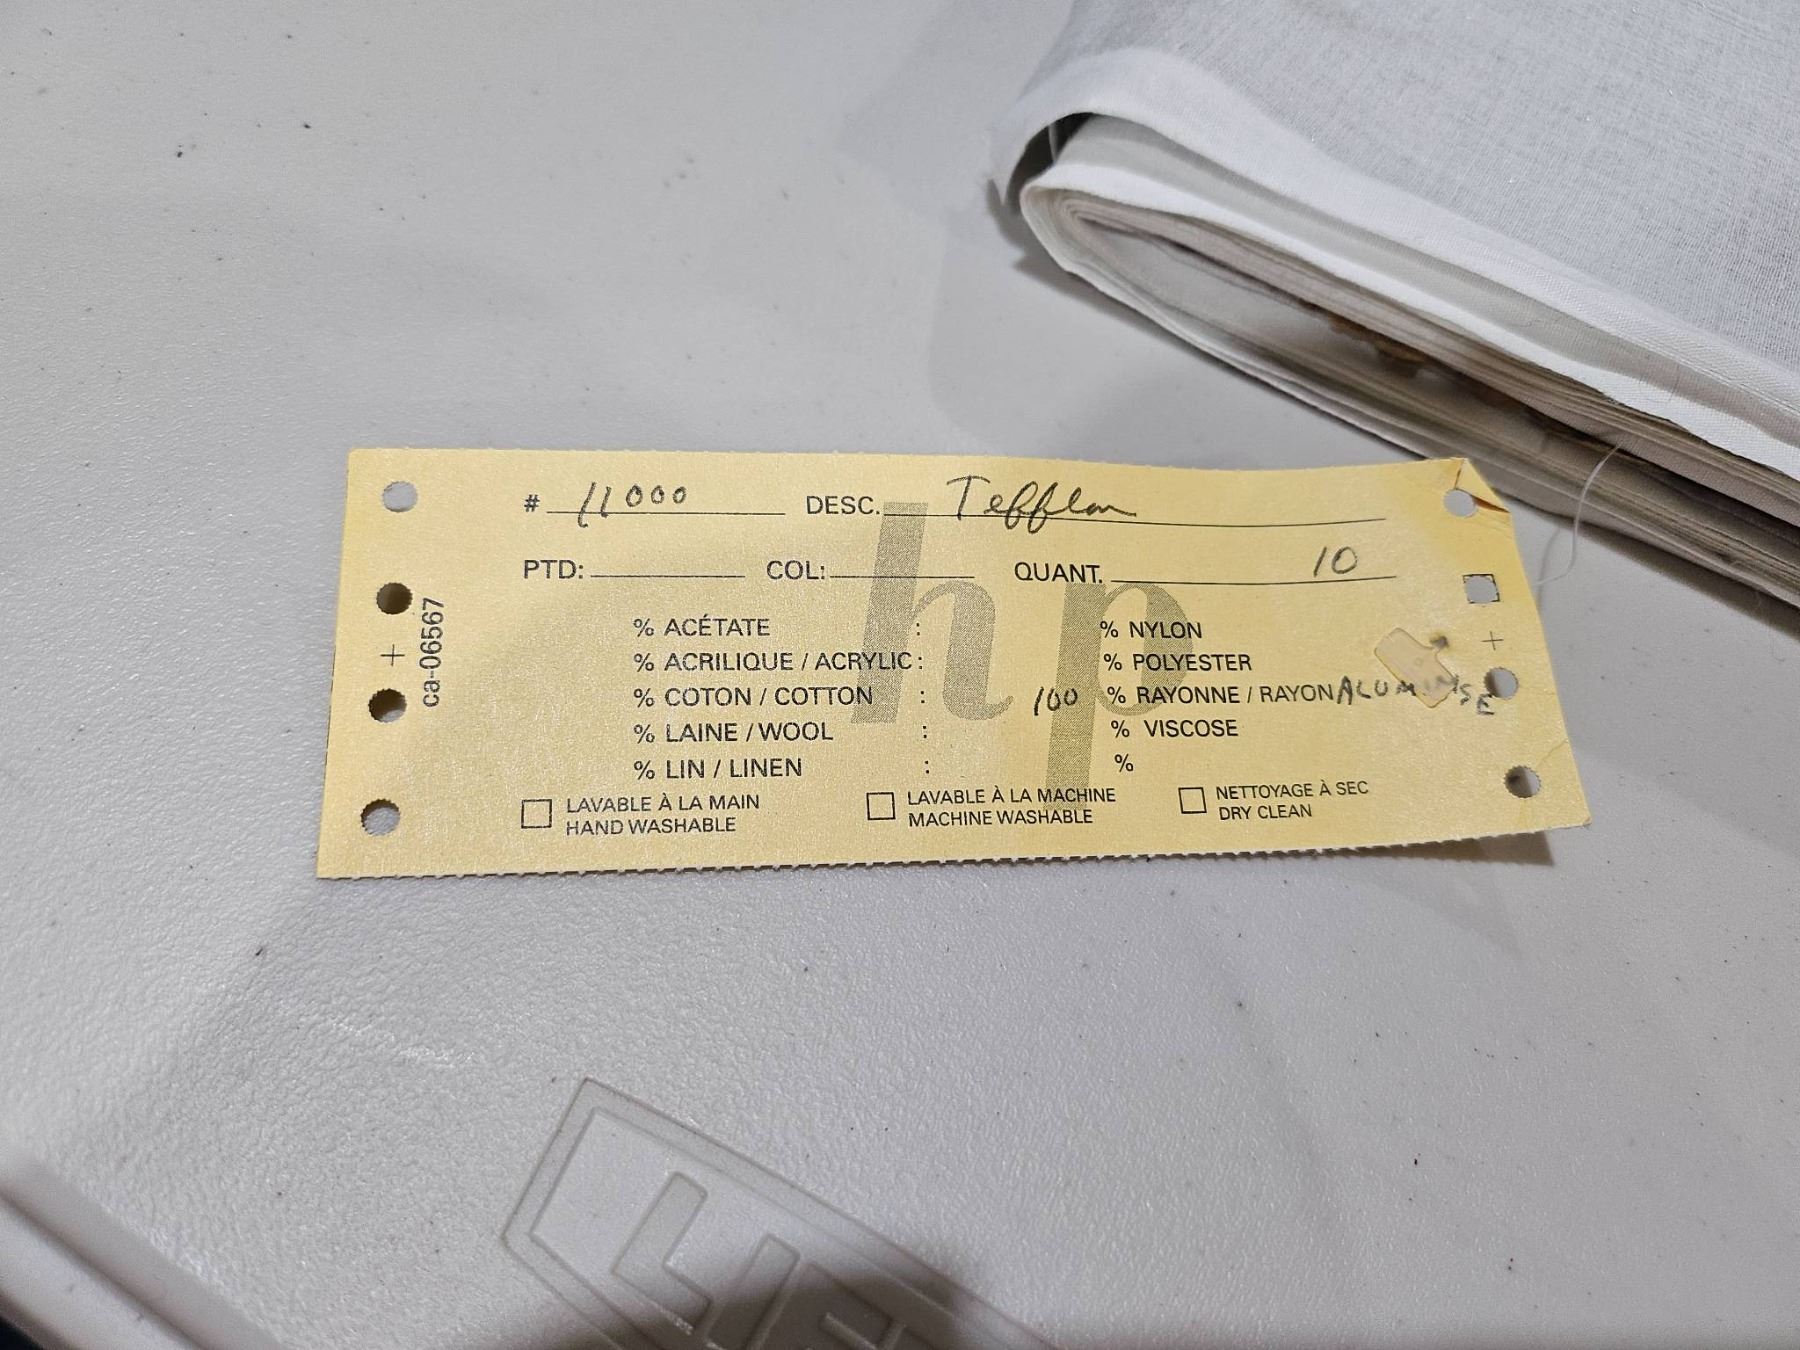 # 11000 DESC. Tefflon
PTD: COL: QUANT. 10
% ACÉTATE : % NYLON
% ACRILIQUE / ACRYLIC : % POLYESTER
% COTON / COTTON : 100 % RAYONNE / RAYON
% LAINE / WOOL : % VISCOSE
% LIN / LINEN : %
LAVABLE À LA MAIN
HAND WASHABLE
LAVABLE À LA MACHINE
MACHINE WASHABLE
NETTOYAGE À SEC
DRY CLEAN
ca-06567
hp